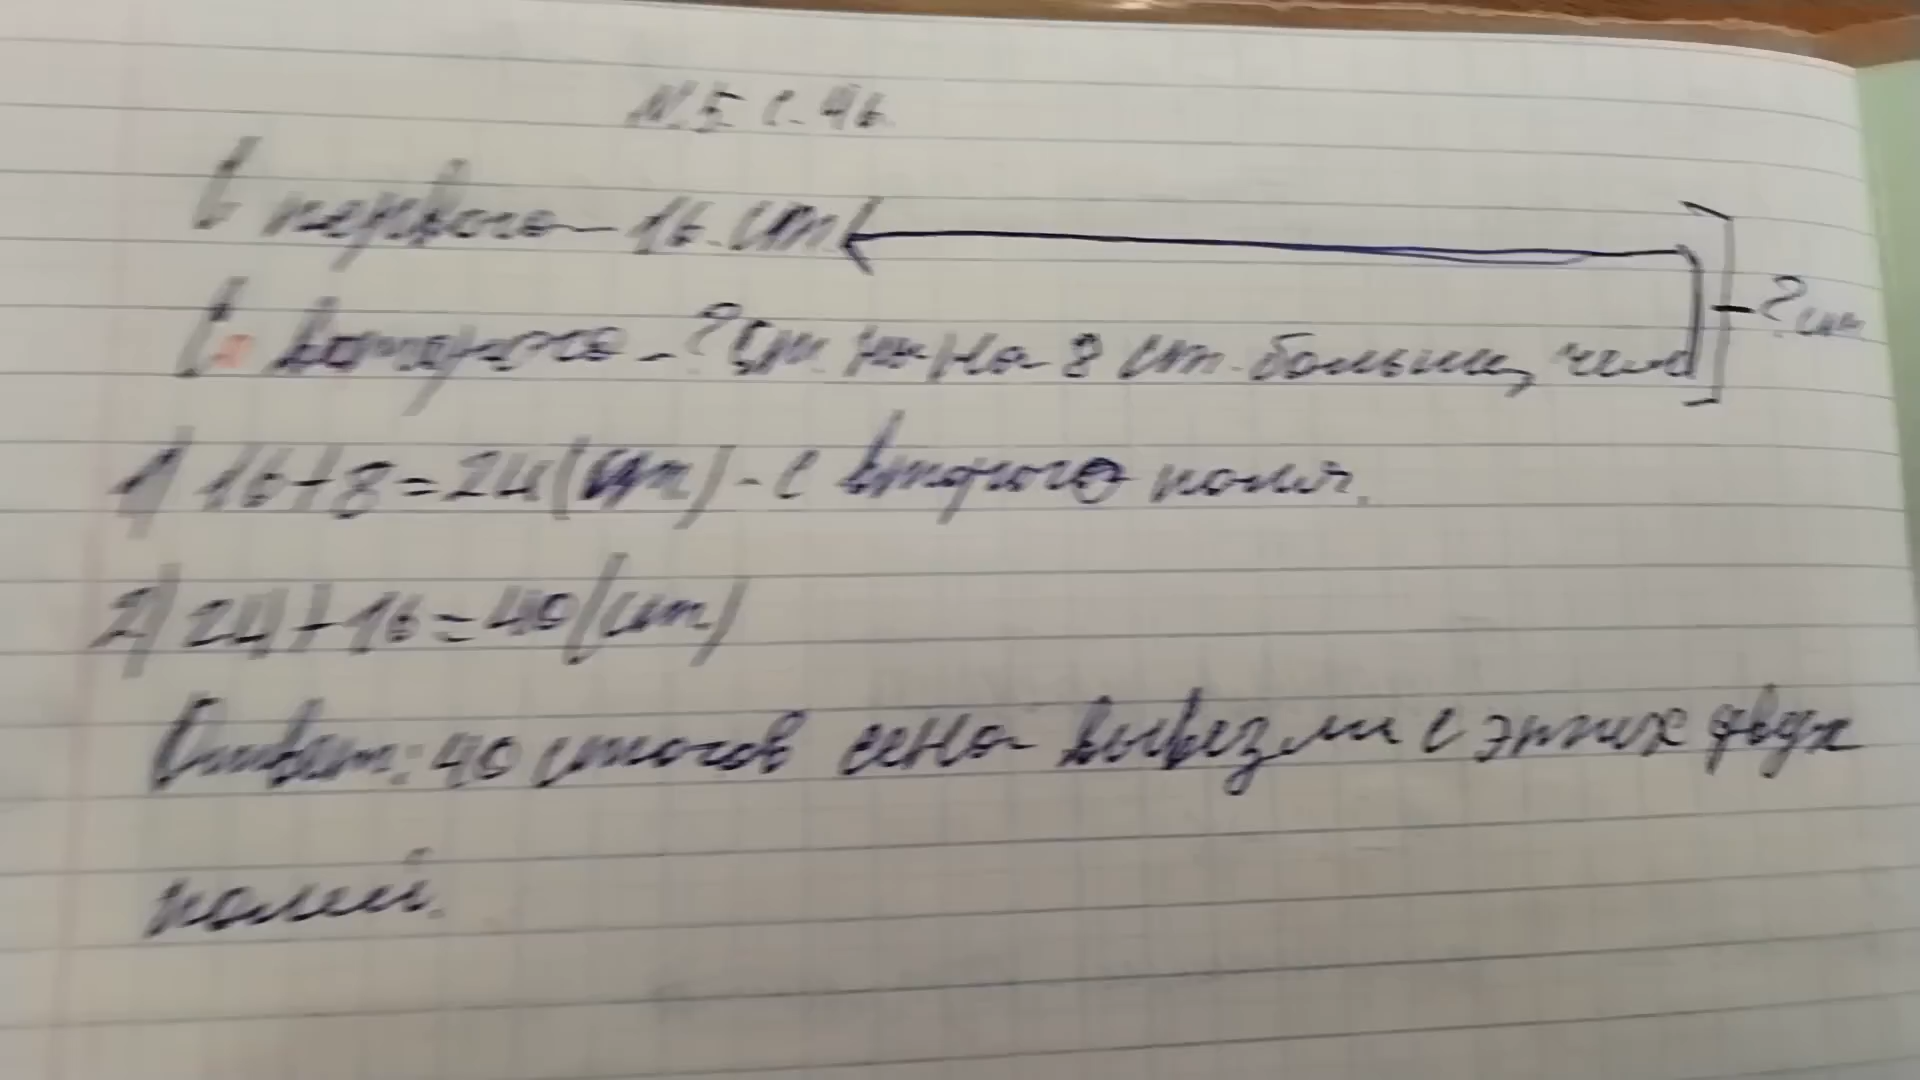 №5 с. 46
С первого - 16 ст.
Со второго - ? ст. на 8 ст. больше, чем ? ст.
1) 16+8=24(ст.) - с второго поля.
2) 24+16=40(ст.)
Ответ: 40 стогов сена вывезли с этих двух
полей.